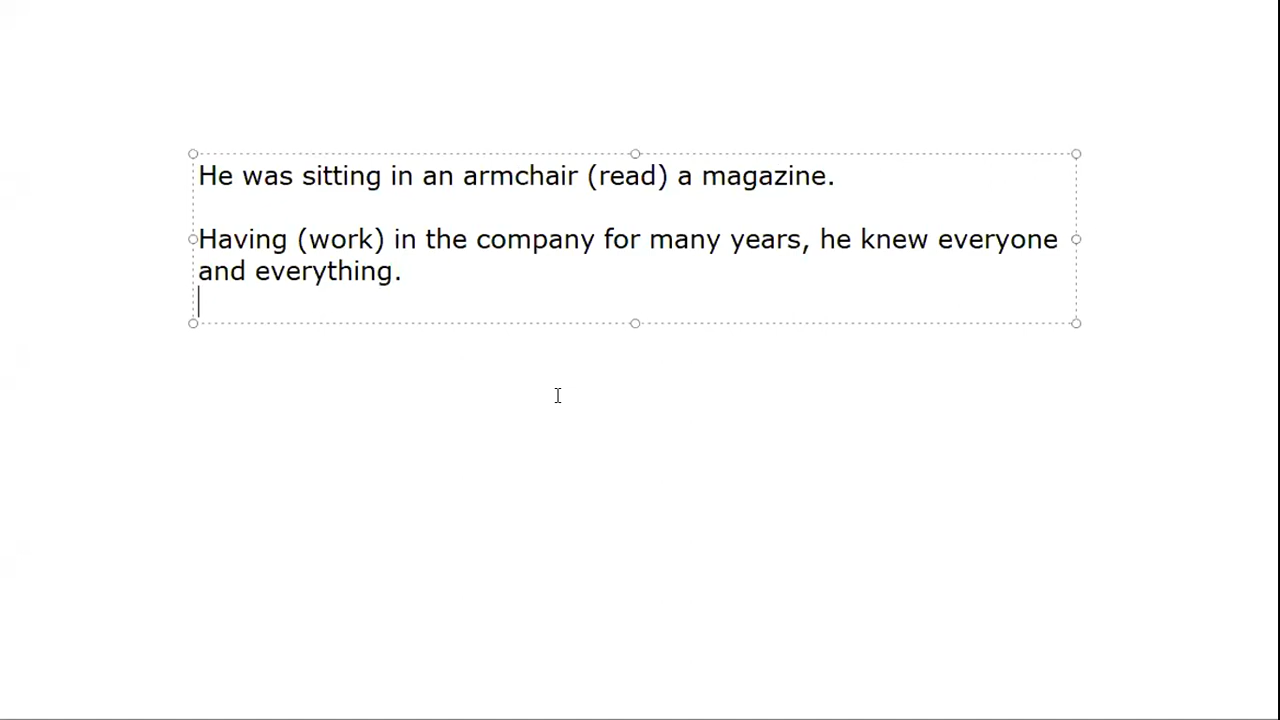 He was sitting in an armchair (read) a magazine.
Having (work) in the company for many years, he knew everyone
and everything.